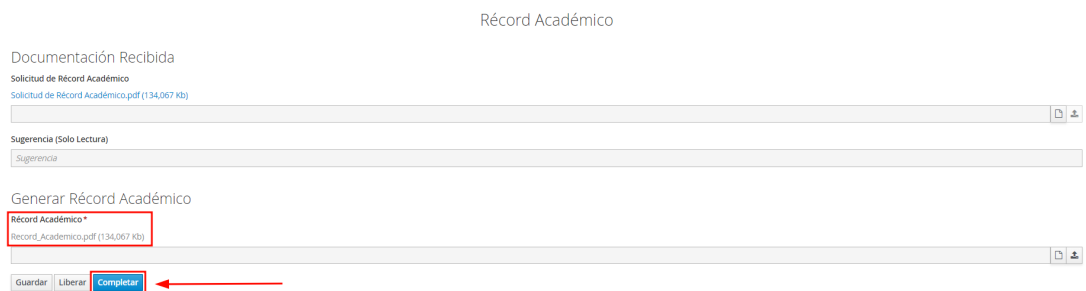 Récord Académico
Documentación Recibida
Solicitud de Récord Académico
Solicitud de Récord Académico.pdf (134,067 Kb)
Sugerencia (Solo Lectura)
Sugerencia
Generar Récord Académico
Récord Académico*
Record_Academico.pdf (134,067 Kb)
Guardar Liberar Completar